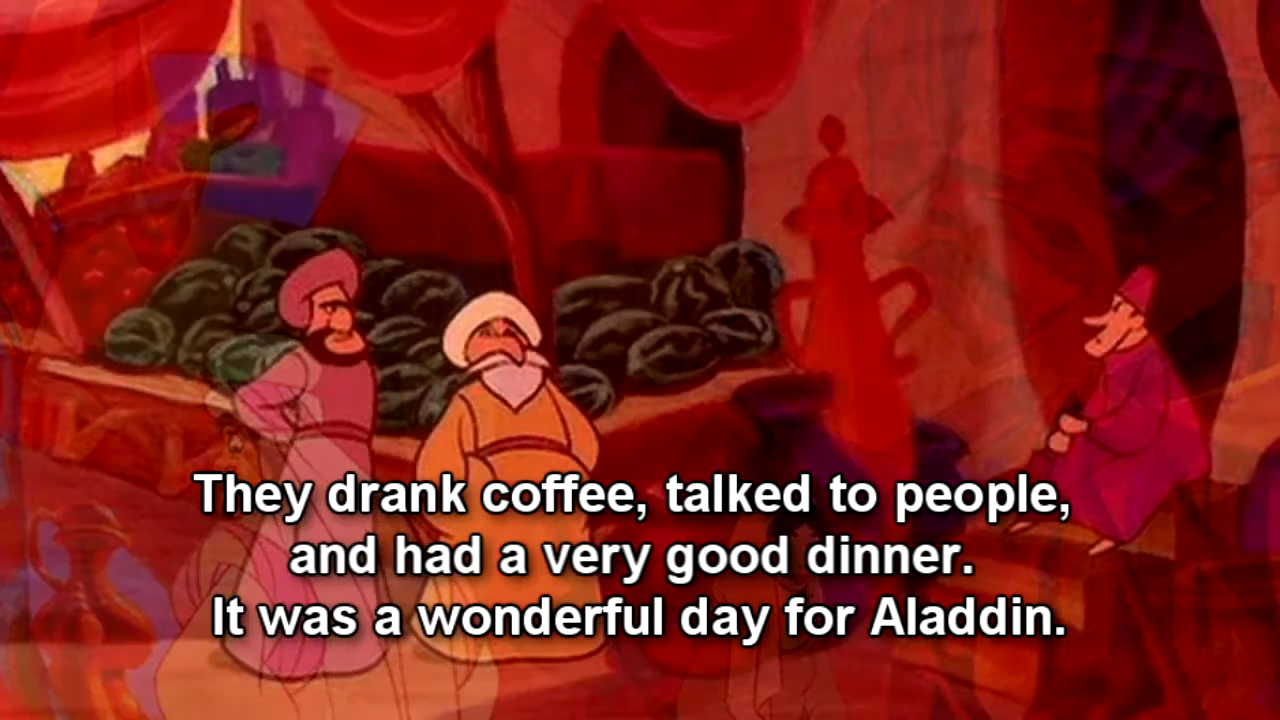 They drank coffee, talked to people,
and had a very good dinner.
It was a wonderful day for Aladdin.